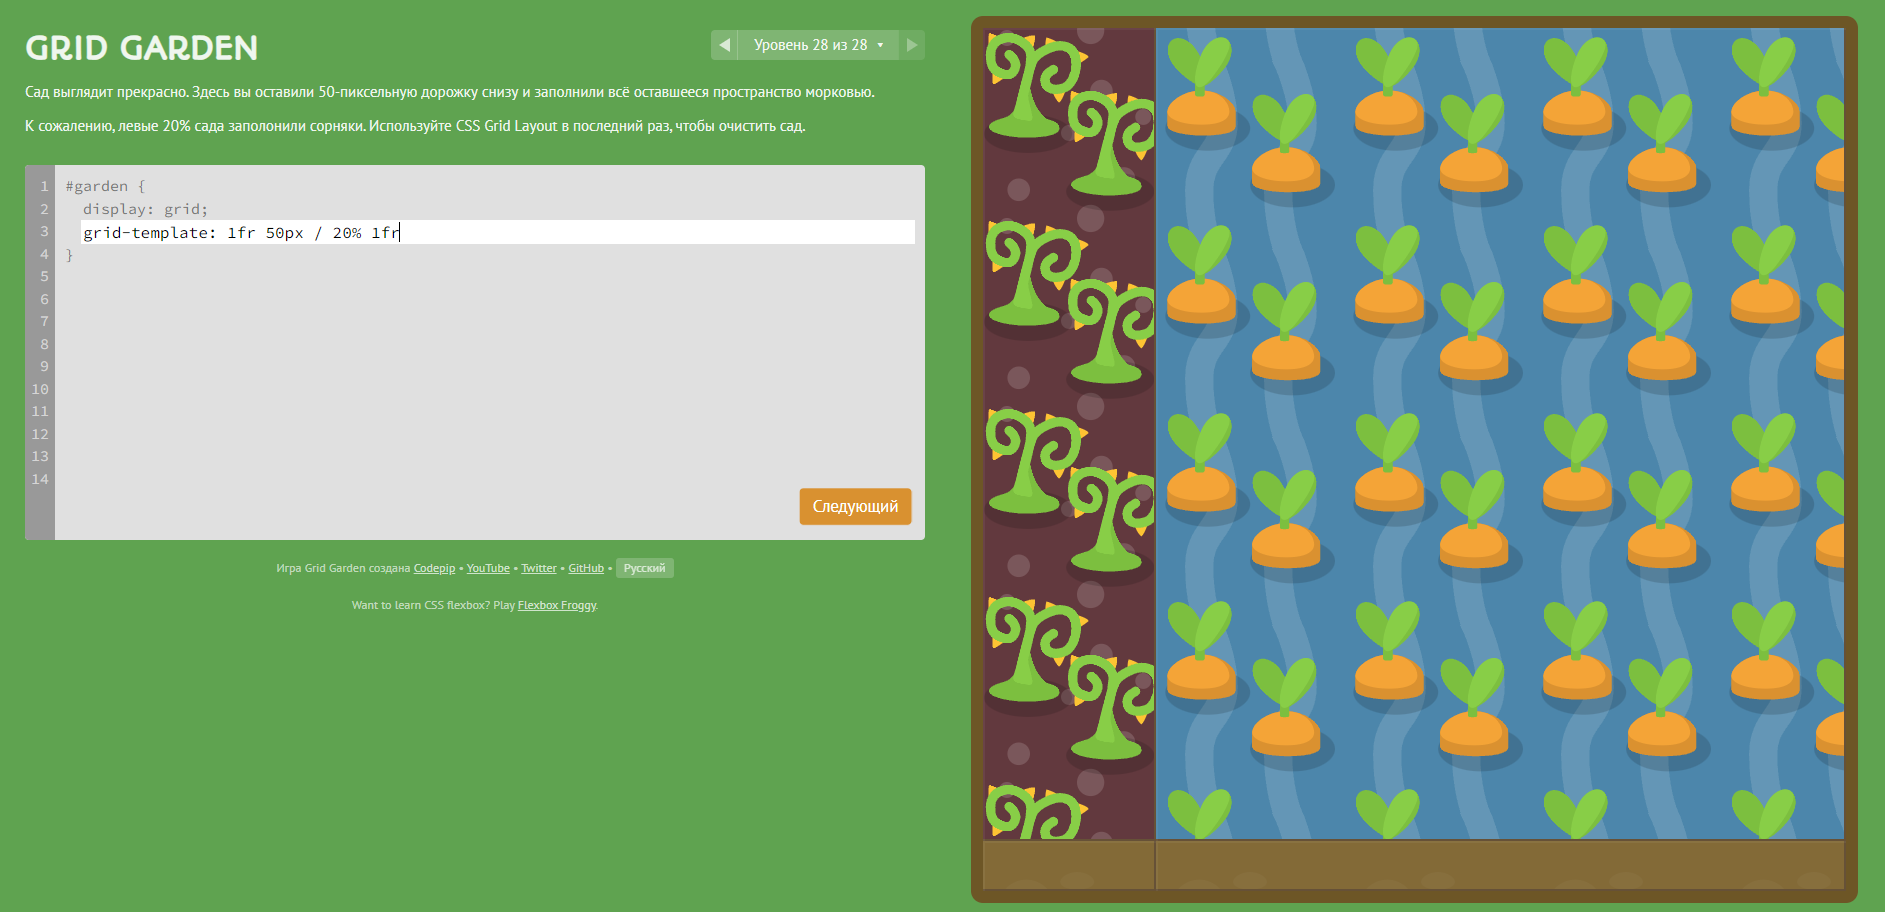 GRID GARDEN
Уровень 28 из 28
Сад выглядит прекрасно. Здесь вы оставили 50-пиксельную дорожку снизу и заполнили всё оставшееся пространство морковью.
К сожалению, левые 20% сада заполонили сорняки. Используйте CSS Grid Layout в последний раз, чтобы очистить сад.
1 #garden {
2 display: grid;
3 grid-template: 1fr 50px / 20% 1fr
4 }
5
6
7
8
9
10
11
12
13
14
Следующий
Игра Grid Garden создана Codepip • YouTube • Twitter • GitHub • Русский
Want to learn CSS flexbox? Play Flexbox Froggy.